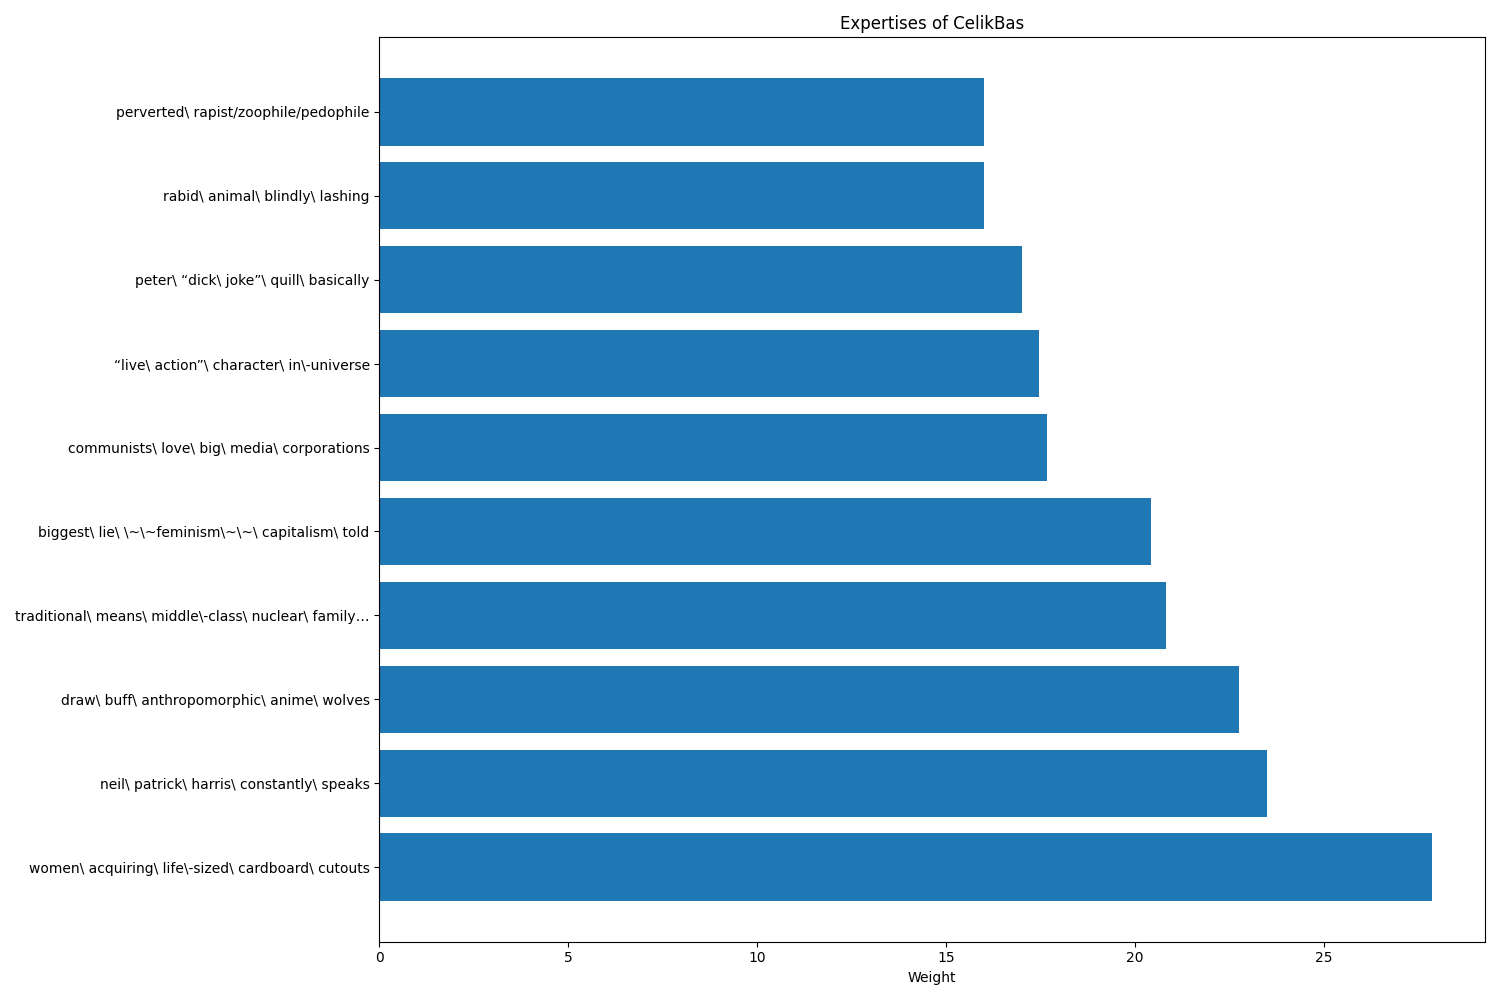 Expertises of CelikBas
perverted\ rapist/zoophile/pedophile
rabid\ animal\ blindly\ lashing
peter\ “dick\ joke”\ quill\ basically
“live\ action”\ character\ in\-universe
communists\ love\ big\ media\ corporations
biggest\ lie\ \~\~feminism\~\~\ capitalism\ told
traditional\ means\ middle\-class\ nuclear\ family…
draw\ buff\ anthropomorphic\ anime\ wolves
neil\ patrick\ harris\ constantly\ speaks
women\ acquiring\ life\-sized\ cardboard\ cutouts
0 5 10 15 20 25
Weight